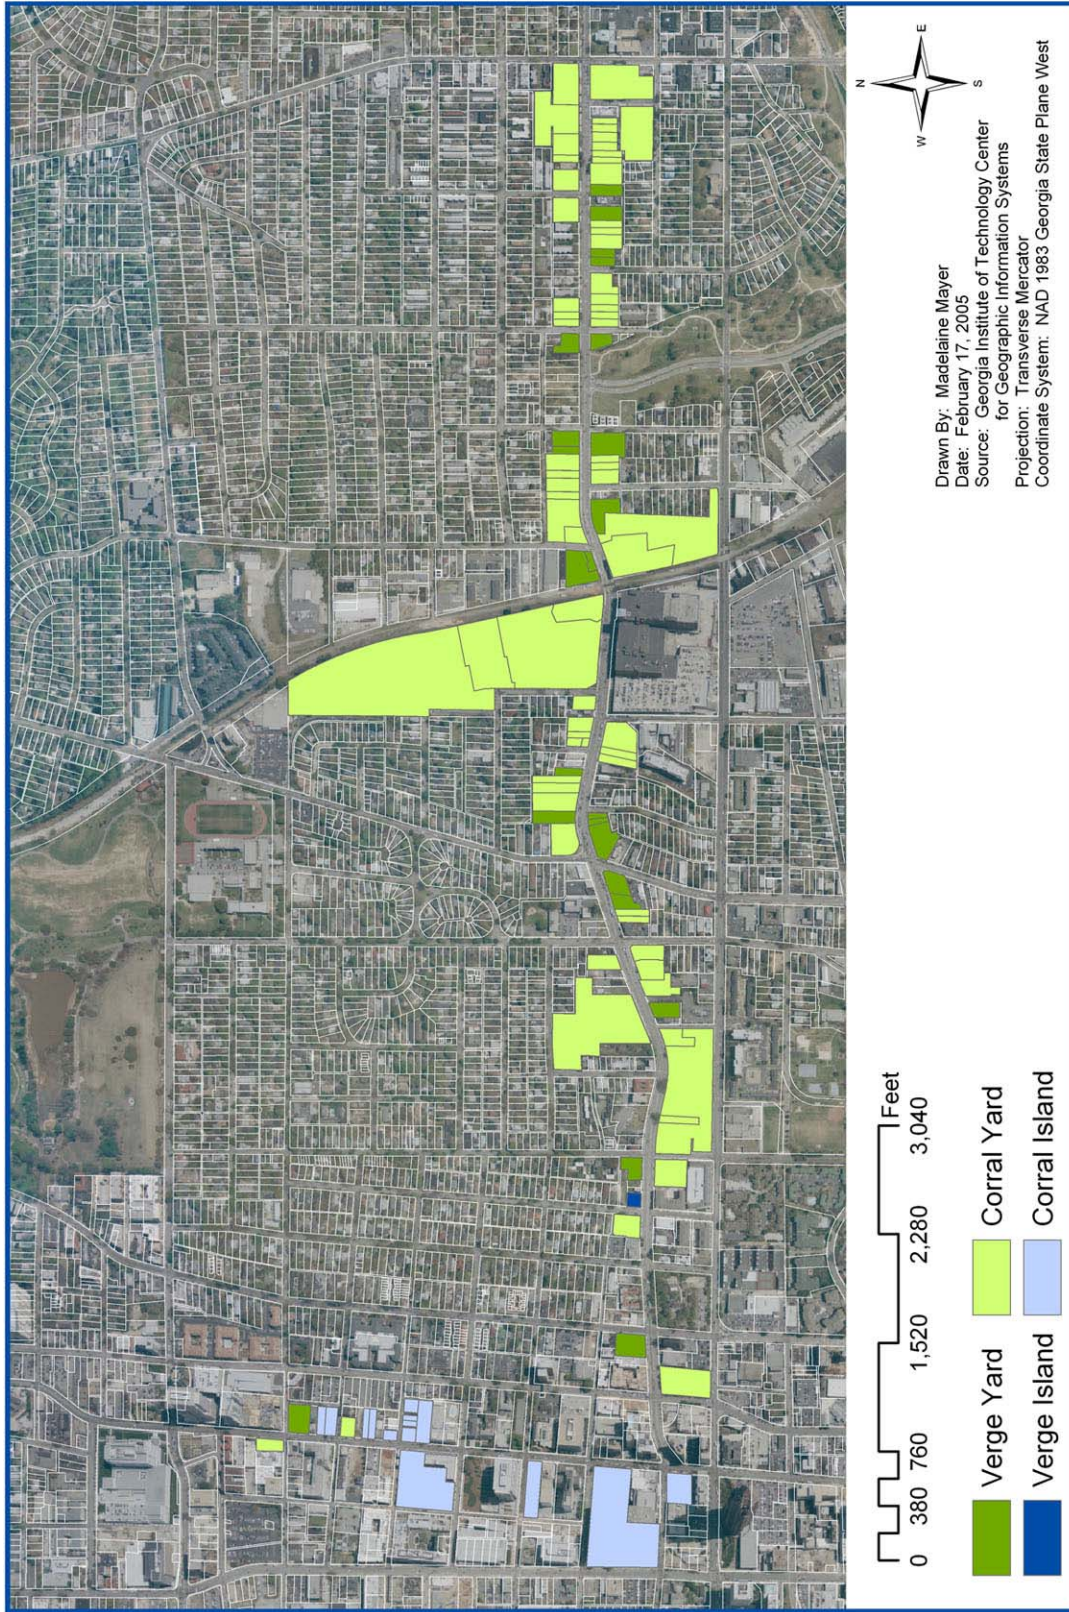 N
E
W
S
Drawn By: Madelaine Mayer
Date: February 17, 2005
Source: Georgia Institute of Technology Center
for Geographic Information Systems
Projection: Transverse Mercator
Coordinate System: NAD 1983 Georgia State Plane West
0 380 760 1,520 2,280 3,040
Feet
Verge Yard Corral Yard
Verge Island Corral Island